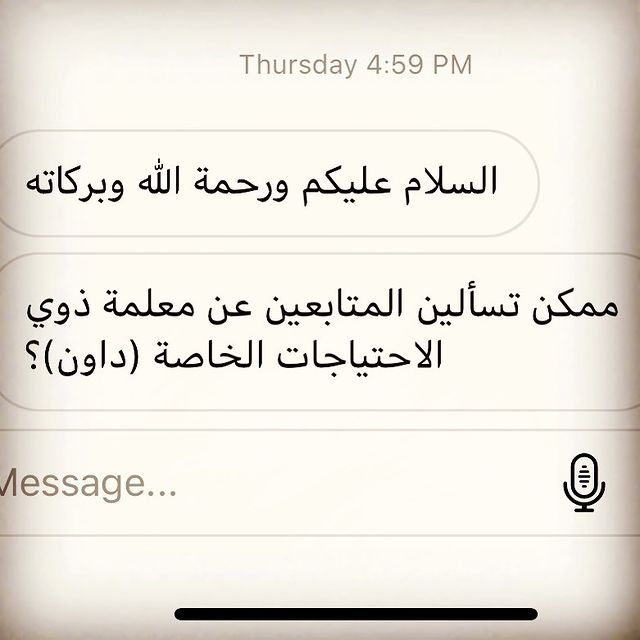 Thursday 4:59 PM
السلام عليكم ورحمة الله وبركاته
ممكن تسألين المتابعين عن معلمة ذوي
الاحتياجات الخاصة (داون)؟
Message...